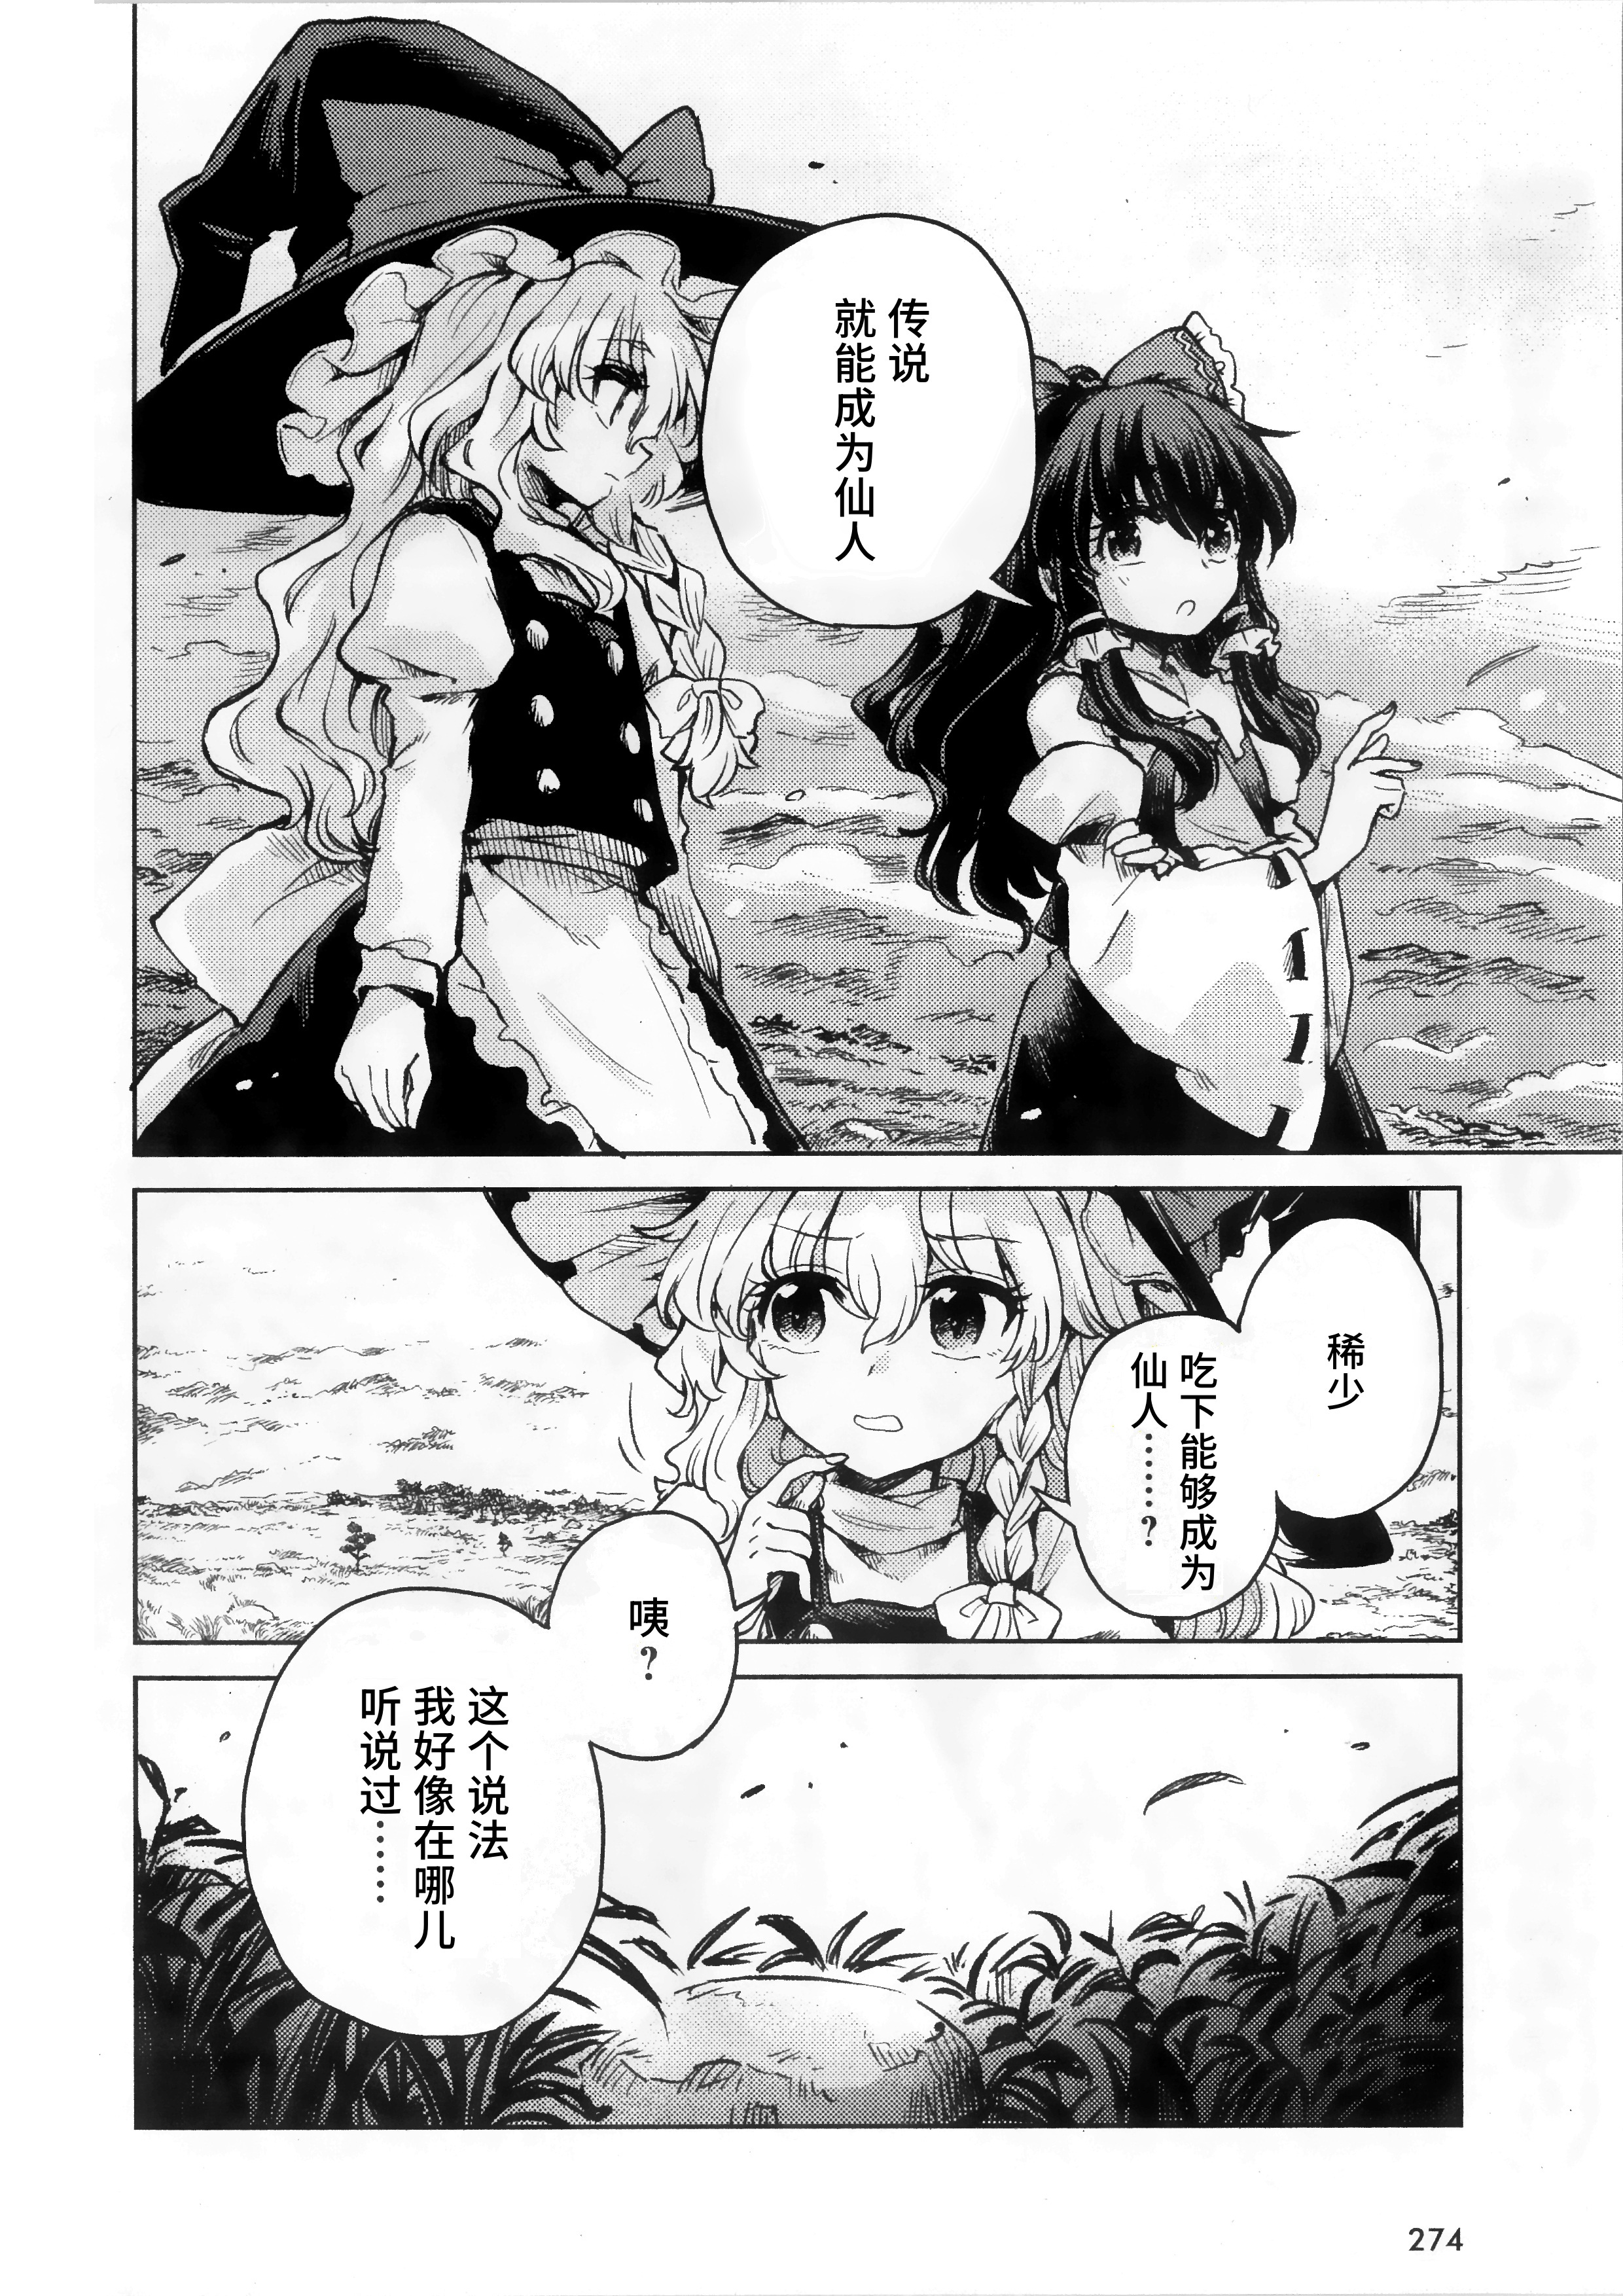 传说
就能成为仙人
稀少
吃下能够成为
仙人………?
咦?
这个说法
我好像在哪儿
听说过………
274